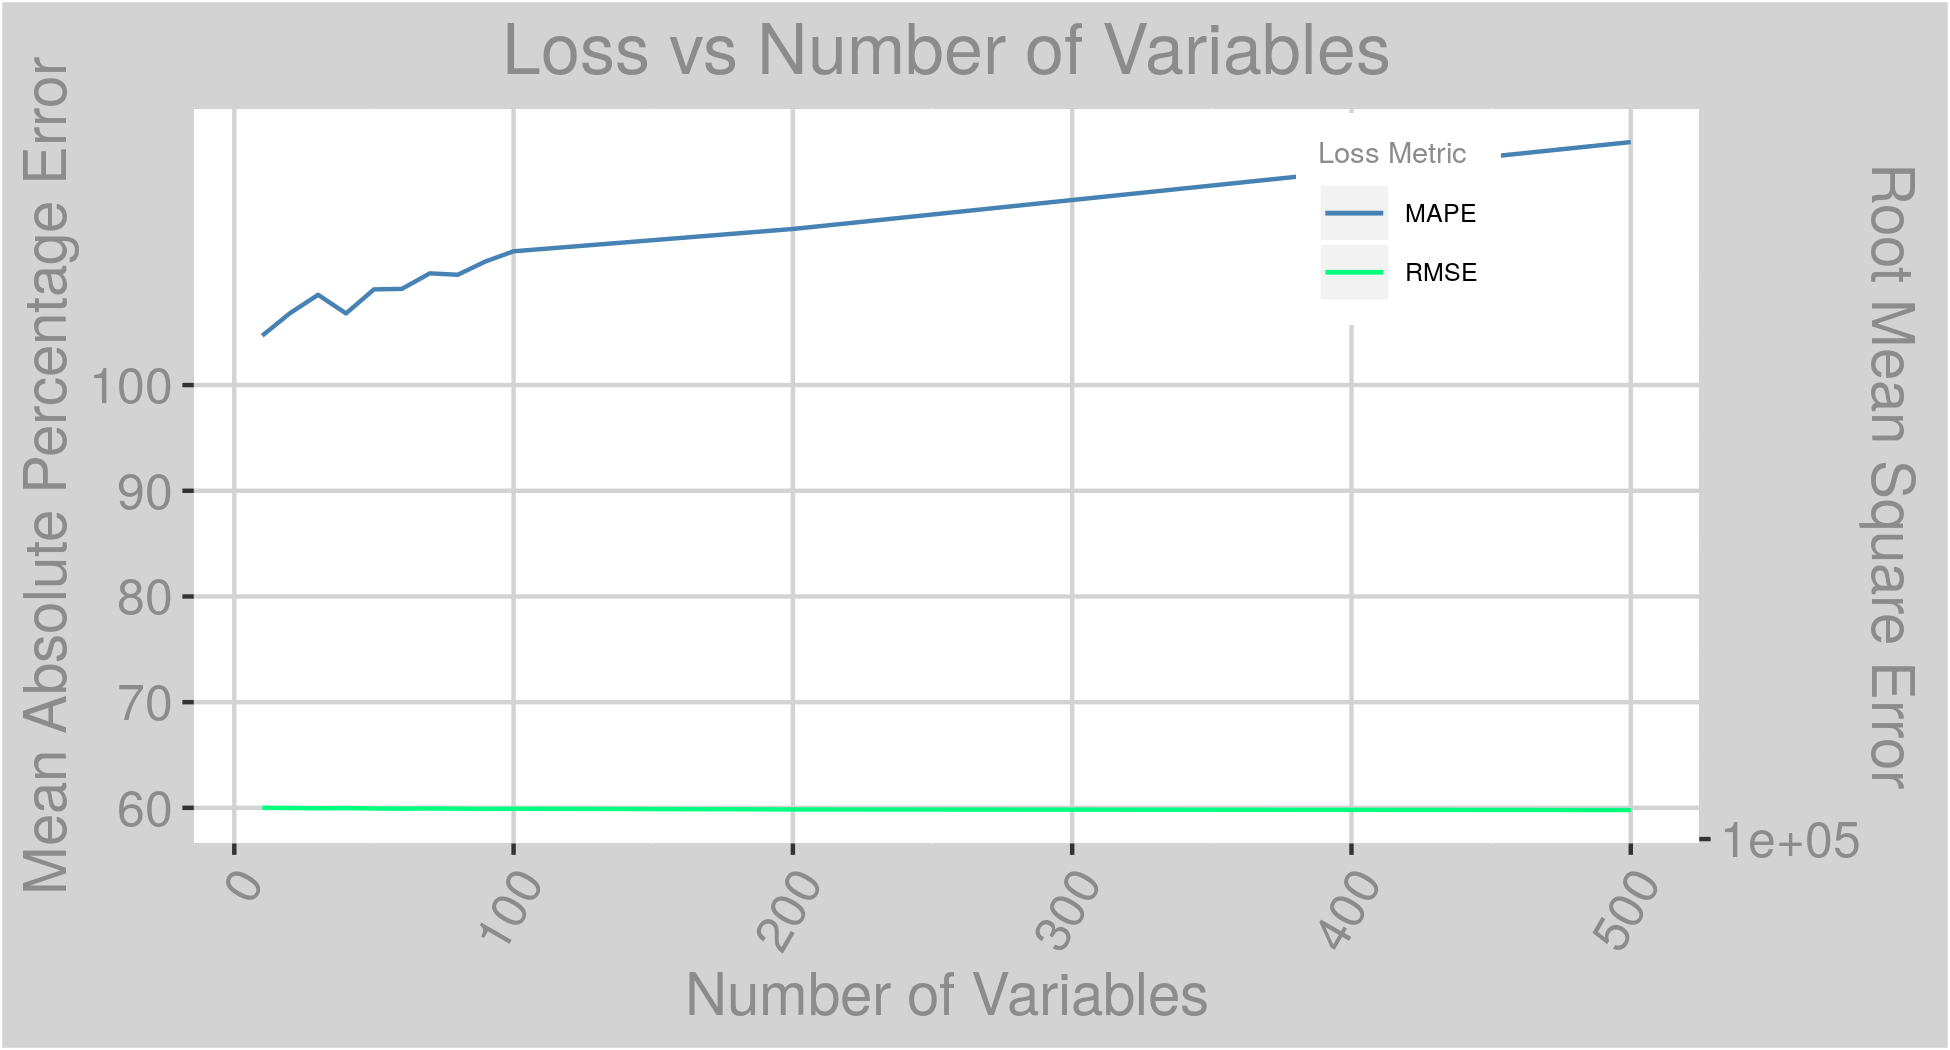 Loss vs Number of Variables
Mean Absolute Percentage Error
100
90
80
70
60
Loss Metric
MAPE
RMSE
Root Mean Square Error
1e+05
0
100
200
300
400
500
Number of Variables